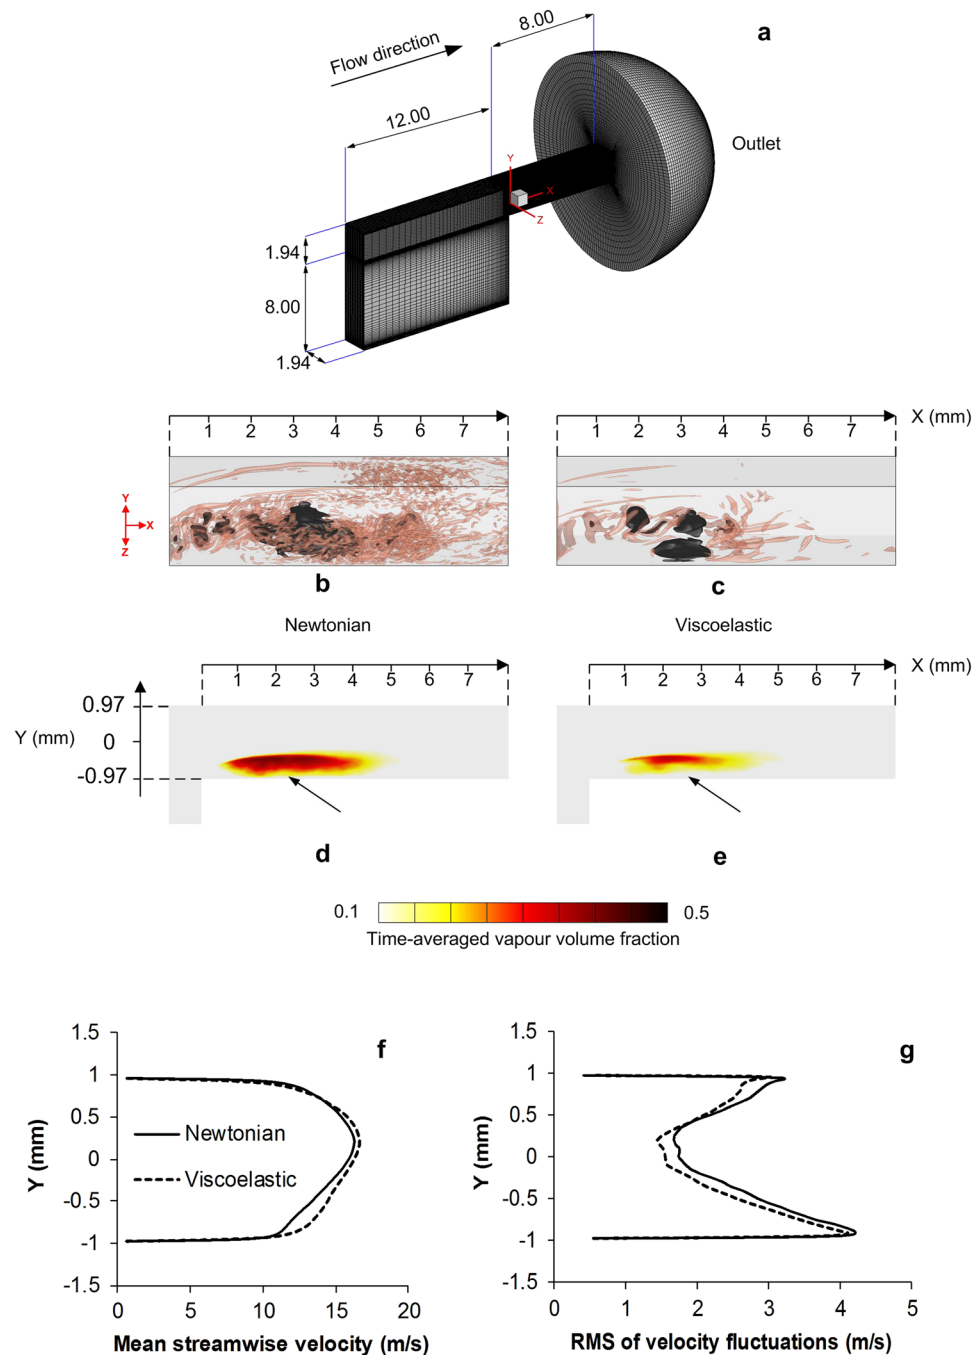 a
8.00
Flow direction
12.00
Outlet
Y
X
Z
1.94
8.00
1.94
1 2 3 4 5 6 7 X (mm)
1 2 3 4 5 6 7 X (mm)
Y
X
Z
b
c
Newtonian
Viscoelastic
1 2 3 4 5 6 7
1 2 3 4 5 6 7 X (mm)
0.97
Y (mm) 0
-0.97
d
e
0.1 0.5
Time-averaged vapour volume fraction
f
1.5
1
0.5
0
-0.5
-1
-1.5
Y (mm)
Newtonian
Viscoelastic
0 5 10 15 20
Mean streamwise velocity (m/s)
g
1.5
1
0.5
0
-0.5
-1
-1.5
Y (mm)
0 1 2 3 4 5
RMS of velocity fluctuations (m/s)